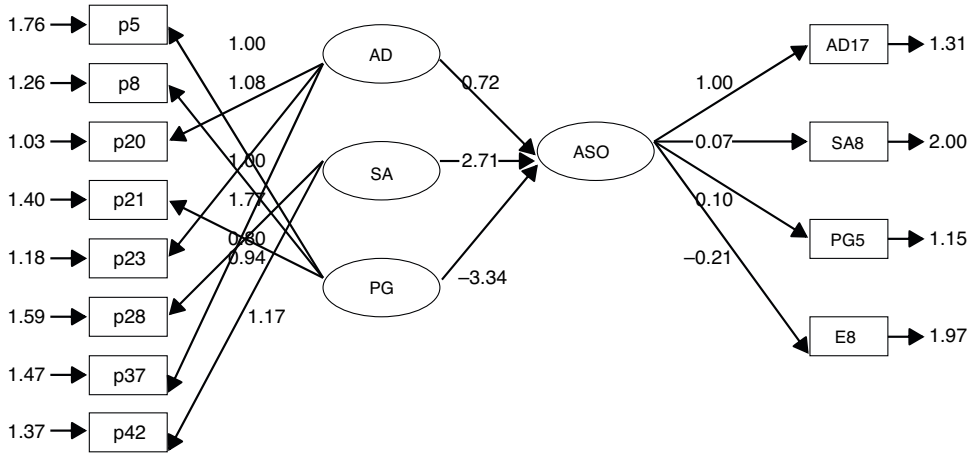 1.76 p5
1.26 p8
1.03 p20
1.40 p21
1.18 p23
1.59 p28
1.47 p37
1.37 p42
1.00
1.08
1.00
1.77
0.80
0.94
1.17
AD
SA
PG
0.72
2.71
–3.34
ASO
1.00
–0.07
0.10
–0.21
AD17 1.31
SA8 2.00
PG5 1.15
E8 1.97